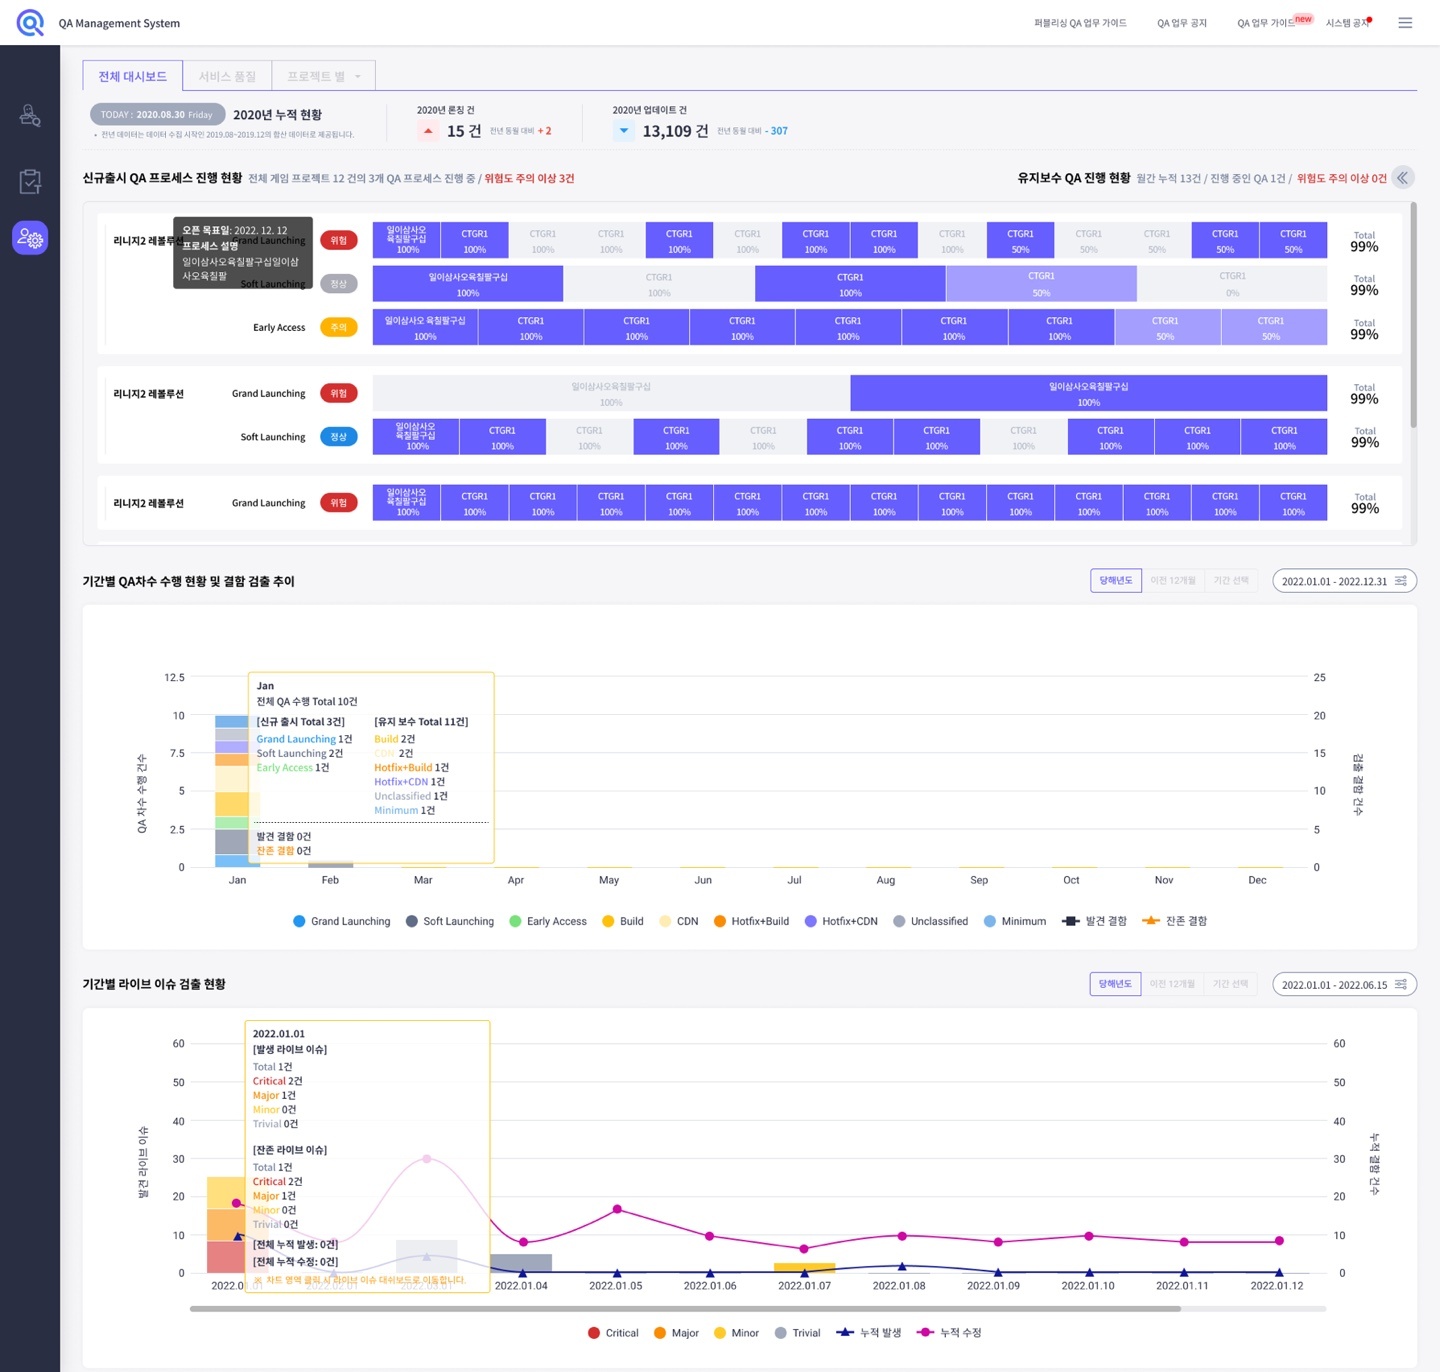 QA Management System
퍼블리싱 QA 업무 가이드
QA 업무 공지
QA 업무 가이드 new
시스템 공지
전체 대시보드
서비스 품질
프로젝트 별
TODAY : 2020.08.30 Friday
2020년 누적 현황
• 전년 데이터는 데이터 수집 시작인 2019.08~2019.12의 합산 데이터로 제공됩니다.
2020년 론칭 건
15 건 전년 동월 대비 + 2
2020년 업데이트 건
13,109 건 전년 동월 대비 - 307
신규출시 QA 프로세스 진행 현황 전체 게임 프로젝트 12 건의 3개 QA 프로세스 진행 중 / 위험도 주의 이상 3건
유지보수 QA 진행 현황 월간 누적 13건 / 진행 중인 QA 1건 / 위험도 주의 이상 0건
오픈 목표일: 2022. 12. 12
프로세스 설명
일이삼사오육칠팔구십일이삼
사오육칠팔
리니지2 레볼루션 Grand Launching 위험
일이삼사오 육칠팔구십 100%
CTGR1 100%
CTGR1 100%
CTGR1 100%
CTGR1 100%
CTGR1 100%
CTGR1 100%
CTGR1 100%
CTGR1 100%
CTGR1 50%
CTGR1 50%
CTGR1 50%
CTGR1 50%
CTGR1 50%
Total 99%
Soft Launching 정상
일이삼사오육칠팔구십 100%
CTGR1 100%
CTGR1 100%
CTGR1 50%
CTGR1 0%
Total 99%
Early Access 주의
일이삼사오 육칠팔구십 100%
CTGR1 100%
CTGR1 100%
CTGR1 100%
CTGR1 100%
CTGR1 100%
CTGR1 100%
CTGR1 50%
CTGR1 50%
Total 99%
리니지2 레볼루션 Grand Launching 위험
일이삼사오육칠팔구십 100%
일이삼사오육칠팔구십 100%
Total 99%
Soft Launching 정상
일이삼사오 육칠팔구십 100%
CTGR1 100%
CTGR1 100%
CTGR1 100%
CTGR1 100%
CTGR1 100%
CTGR1 100%
CTGR1 100%
CTGR1 100%
CTGR1 100%
CTGR1 100%
Total 99%
리니지2 레볼루션 Grand Launching 위험
일이삼사오 육칠팔구십 100%
CTGR1 100%
CTGR1 100%
CTGR1 100%
CTGR1 100%
CTGR1 100%
CTGR1 100%
CTGR1 100%
CTGR1 100%
CTGR1 100%
CTGR1 100%
CTGR1 100%
CTGR1 100%
CTGR1 100%
Total 99%
기간별 QA차수 수행 현황 및 결함 검출 추이
당해년도
이전 12개월
기간 선택
2022.01.01 - 2022.12.31
QA 차수 수행 건수
12.5
10
7.5
5
2.5
0
Jan
전체 QA 수행 Total 10건
[신규 출시 Total 3건]
Grand Launching 1건
Soft Launching 2건
Early Access 1건
[유지 보수 Total 11건]
Build 2건
CDN 2건
Hotfix+Build 1건
Hotfix+CDN 1건
Unclassified 1건
Minimum 1건
발견 결함 0건
잔존 결함 0건
25
20
15
10
5
0
검출 결함 건수
Jan
Feb
Mar
Apr
May
Jun
Jul
Aug
Sep
Oct
Nov
Dec
Grand Launching
Soft Launching
Early Access
Build
CDN
Hotfix+Build
Hotfix+CDN
Unclassified
Minimum
발견 결함
잔존 결함
기간별 라이브 이슈 검출 현황
당해년도
이전 12개월
기간 선택
2022.01.01 - 2022.06.15
발견 라이브 이슈
60
50
40
30
20
10
0
2022.01.01
[발생 라이브 이슈]
Total 1건
Critical 2건
Major 1건
Minor 0건
Trivial 0건
[잔존 라이브 이슈]
Total 1건
Critical 2건
Major 1건
Minor 0건
Trivial 0건
[전체 누적 발생: 0건]
[전체 누적 수정: 0건]
※ 차트 영역 클릭 시 라이브 이슈 대쉬보드로 이동합니다.
60
50
40
30
20
10
0
누적 결함 건수
2022.01.01
2022.02.01
2022.03.01
2022.01.04
2022.01.05
2022.01.06
2022.01.07
2022.01.08
2022.01.09
2022.01.10
2022.01.11
2022.01.12
Critical
Major
Minor
Trivial
누적 발생
누적 수정